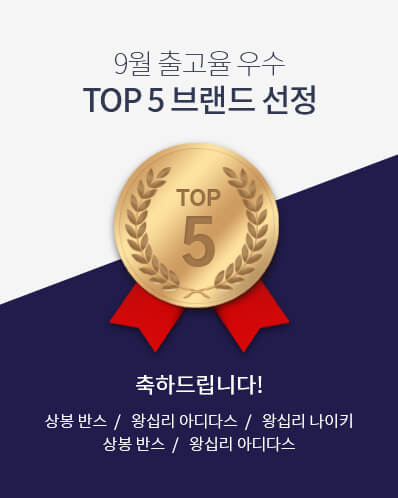 9월 출고율 우수
TOP 5 브랜드 선정
TOP
5
축하드립니다!
상봉 반스 / 왕십리 아디다스 / 왕십리 나이키
상봉 반스 / 왕십리 아디다스